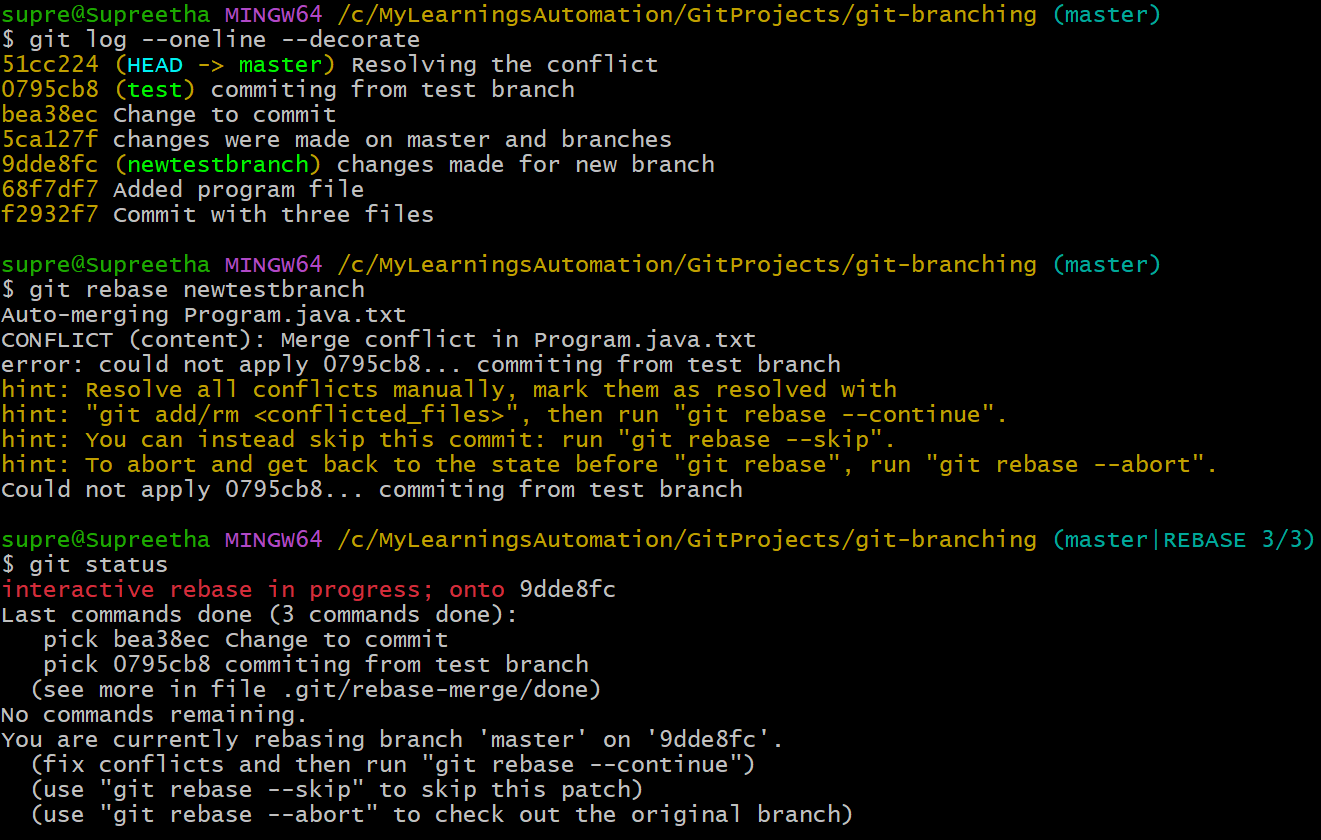 supre@Supreetha MINGW64 /c/MyLearningsAutomation/GitProjects/git-branching (master)
$ git log --oneline --decorate
51cc224 (HEAD -> master) Resolving the conflict
0795cb8 (test) commiting from test branch
bea38ec Change to commit
5ca127f changes were made on master and branches
9dde8fc (newtestbranch) changes made for new branch
68f7df7 Added program file
f2932f7 Commit with three files
supre@Supreetha MINGW64 /c/MyLearningsAutomation/GitProjects/git-branching (master)
$ git rebase newtestbranch
Auto-merging Program.java.txt
CONFLICT (content): Merge conflict in Program.java.txt
error: could not apply 0795cb8... commiting from test branch
hint: Resolve all conflicts manually, mark them as resolved with
hint: "git add/rm <conflicted_files>", then run "git rebase --continue".
hint: You can instead skip this commit: run "git rebase --skip".
hint: To abort and get back to the state before "git rebase", run "git rebase --abort".
Could not apply 0795cb8... commiting from test branch
supre@Supreetha MINGW64 /c/MyLearningsAutomation/GitProjects/git-branching (master|REBASE 3/3)
$ git status
interactive rebase in progress; onto 9dde8fc
Last commands done (3 commands done):
   pick bea38ec Change to commit
   pick 0795cb8 commiting from test branch
  (see more in file .git/rebase-merge/done)
No commands remaining.
You are currently rebasing branch 'master' on '9dde8fc'.
  (fix conflicts and then run "git rebase --continue")
  (use "git rebase --skip" to skip this patch)
  (use "git rebase --abort" to check out the original branch)